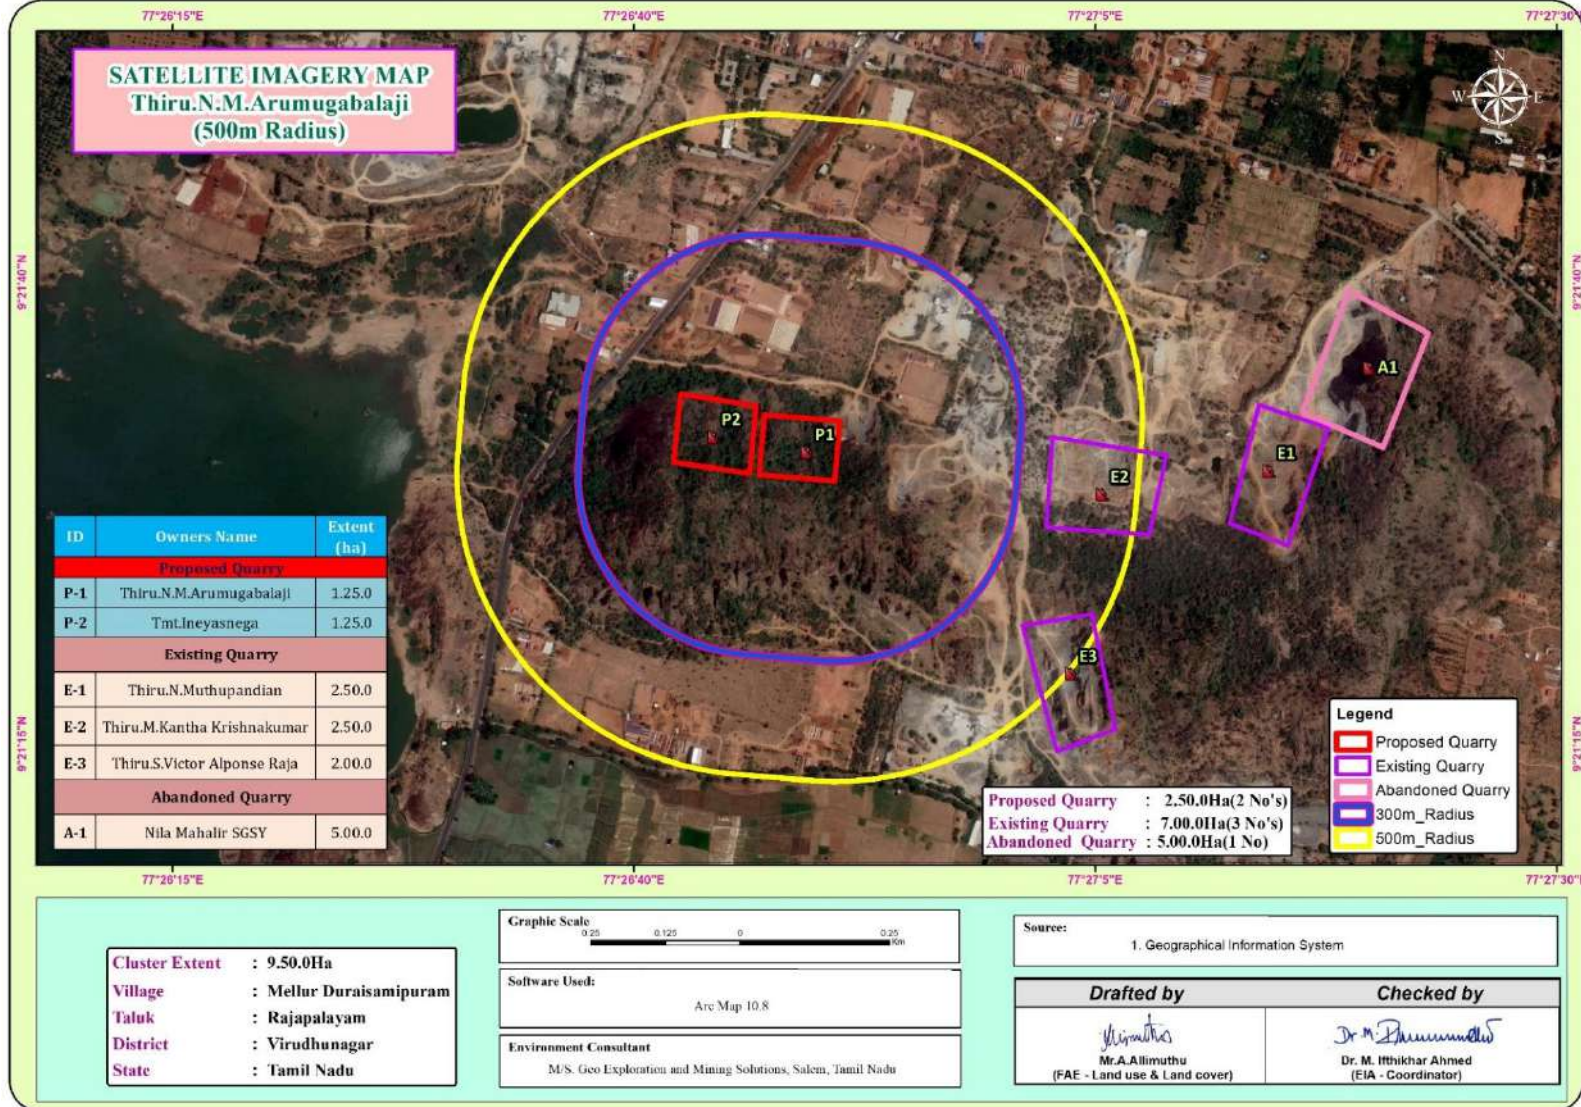 77°26'15"E 77°26'40"E 77°27'5"E 77°27'30"E
SATELLITE IMAGERY MAP
Thiru.N.M.Arumugabalaji
(500m Radius)
N
W E
S
9°21'40"N 9°21'40"N
A1
P2
P1
E1
E2
E3
ID Owners Name Extent (ha)
Proposed Quarry
P-1 Thiru.N.M.Arumugabalaji 1.25.0
P-2 Tmt.Ineyasnega 1.25.0
Existing Quarry
E-1 Thiru.N.Muthupandian 2.50.0
E-2 Thiru.M.Kantha Krishnakumar 2.50.0
E-3 Thiru.S.Victor Alponse Raja 2.00.0
Abandoned Quarry
A-1 Nila Mahalir SGSY 5.00.0
9°21'15"N 9°21'15"N
Proposed Quarry : 2.50.0Ha(2 No's)
Existing Quarry : 7.00.0Ha(3 No's)
Abandoned Quarry : 5.00.0Ha(1 No)
Legend
Proposed Quarry
Existing Quarry
Abandoned Quarry
300m_Radius
500m_Radius
77°26'15"E 77°26'40"E 77°27'5"E 77°27'30"E
Cluster Extent : 9.50.0Ha
Village : Mellur Duraisamipuram
Taluk : Rajapalayam
District : Virudhunagar
State : Tamil Nadu
Graphic Scale
0.25 0.125 0 0.25
Km
Software Used:
Arc Map 10.8
Environment Consultant
M/S. Geo Exploration and Mining Solutions, Salem, Tamil Nadu
Source:
1. Geographical Information System
Drafted by Checked by
Mr.A.Allimuthu
(FAE - Land use & Land cover)
Dr. M. Ifthikhar Ahmed
(EIA - Coordinator)